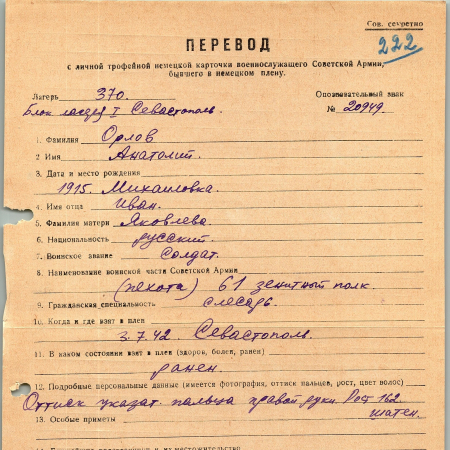 Сов. секретно
222
ПЕРЕВОД
с личной трофейной немецкой карточки военнослужащего Советской Армии,
бывшего в немецком плену.
Лагерь 370. Опознавательный знак
Блок лагеря I Севастополь № 20949.
1. Фамилия Орлов
2 Имя Анатолий.
3. Дата и место рождения
1915 Михайловка.
4. Имя отца Иван.
5. Фамилия матери Яковлева.
6. Национальность русский.
7. Воинское звание солдат.
8. Наименование воинской части Советской Армии
(пехота) 61 зенитный полк.
9. Гражданская специальность слесарь.
10. Когда и где взят в плен
3.7.42. Севастополь.
11. В каком состоянии взят в плен (здоров, болен, ранен)
ранен.
12. Подробные персональные данные (имеется фотография, оттиск пальцев, рост, цвет волос)
Оттиск указат. пальца правой руки Рост 162.
шатен.
13. Особые приметы